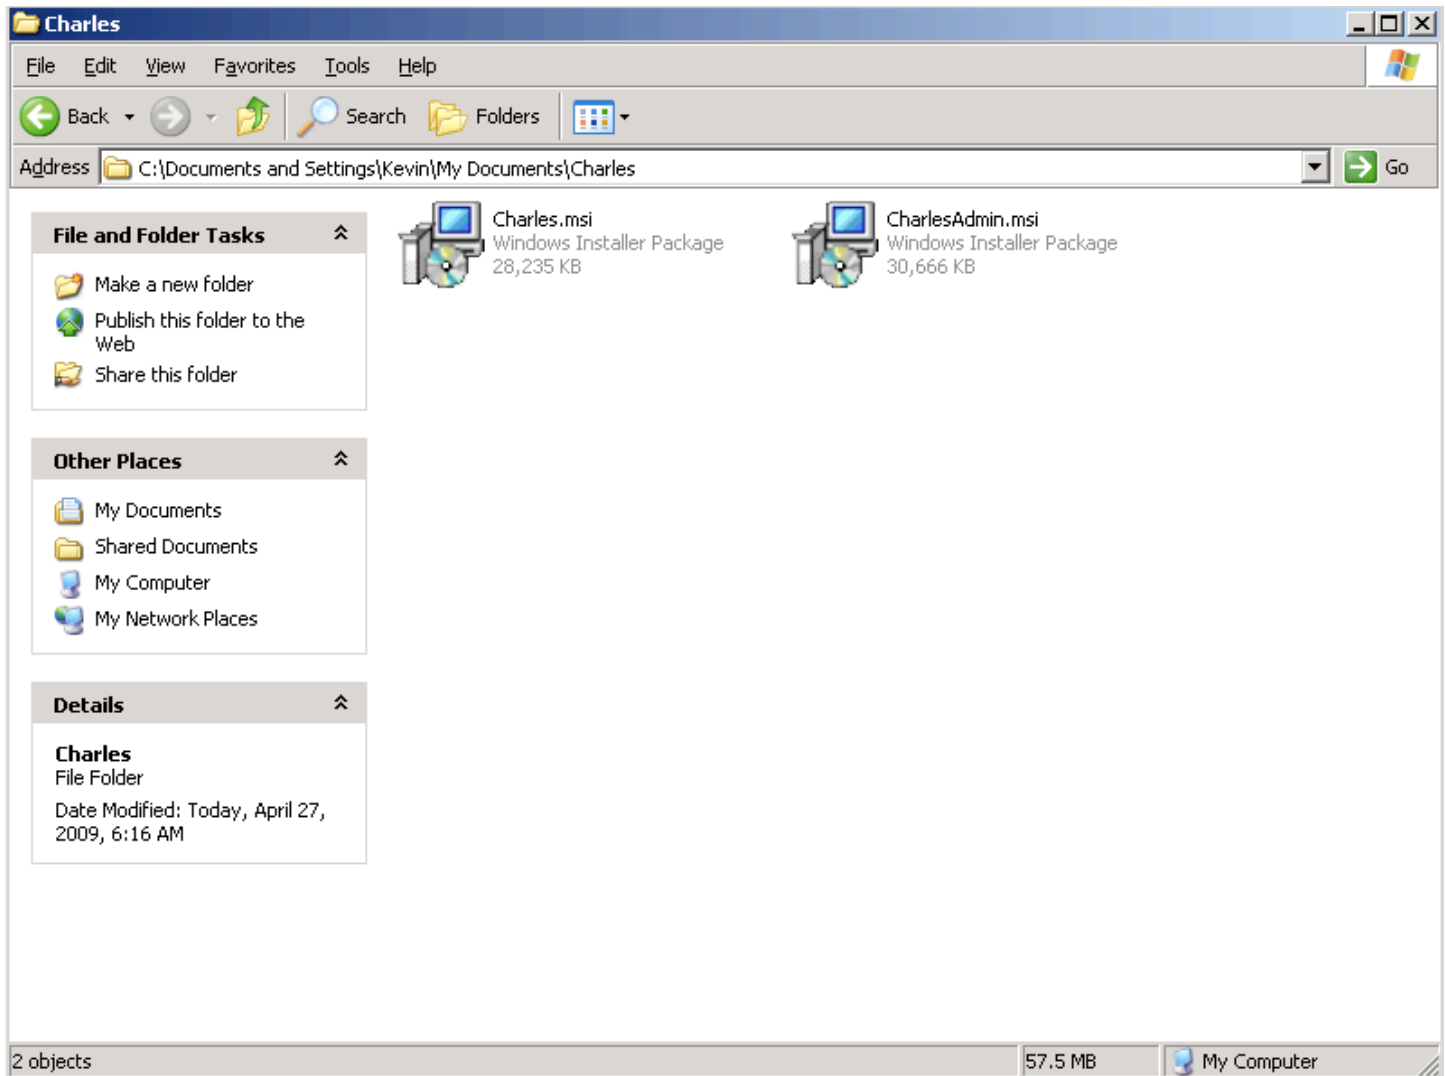 Charles
File Edit View Favorites Tools Help
Back Search Folders
Address C:\Documents and Settings\Kevin\My Documents\Charles Go
File and Folder Tasks
Make a new folder
Publish this folder to the
Web
Share this folder
Other Places
My Documents
Shared Documents
My Computer
My Network Places
Details
Charles
File Folder
Date Modified: Today, April 27,
2009, 6:16 AM
Charles.msi
Windows Installer Package
28,235 KB
CharlesAdmin.msi
Windows Installer Package
30,666 KB
2 objects 57.5 MB My Computer